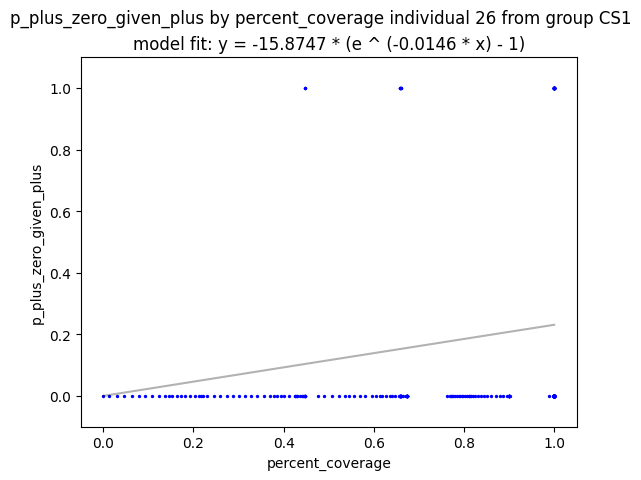 p_plus_zero_given_plus by percent_coverage individual 26 from group CS1
model fit: y = -15.8747 * (e ^ (-0.0146 * x) - 1)
1.0
0.8
0.6
0.4
0.2
0.0
p_plus_zero_given_plus
0.0 0.2 0.4 0.6 0.8 1.0
percent_coverage